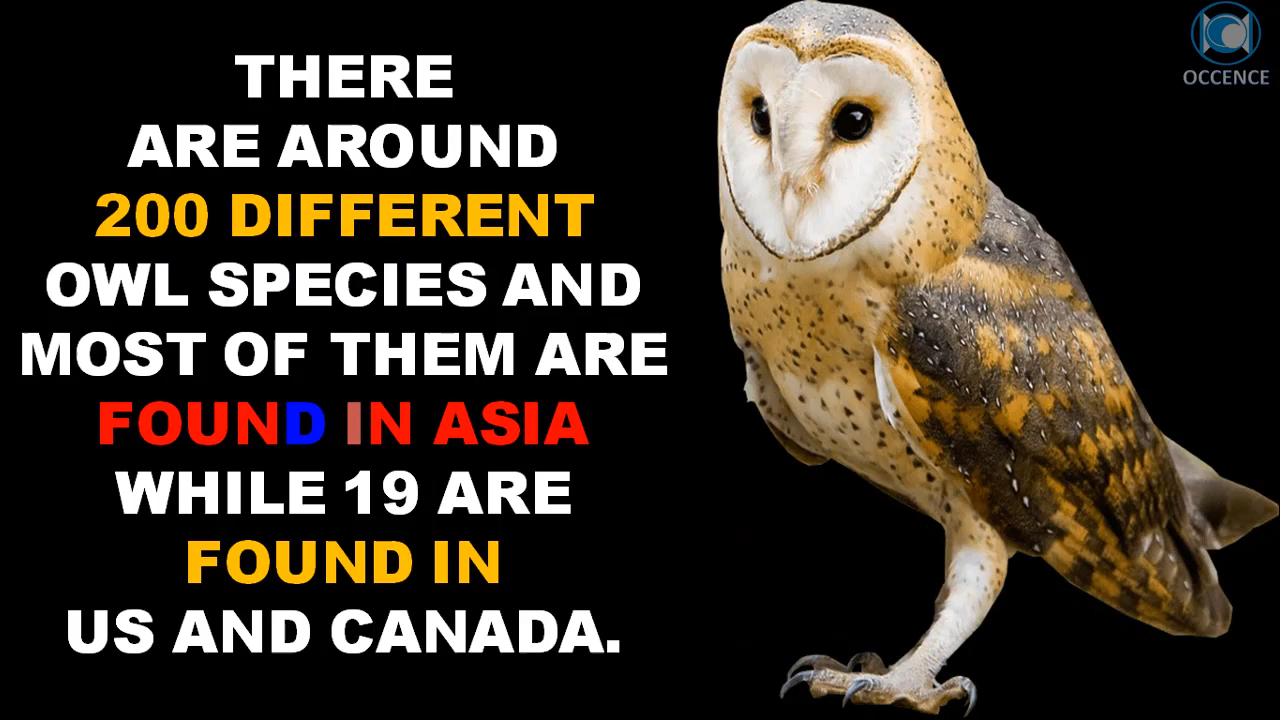 THERE
ARE AROUND
200 DIFFERENT
OWL SPECIES AND
MOST OF THEM ARE
FOUND IN ASIA
WHILE 19 ARE
FOUND IN
US AND CANADA.
OCCENCE